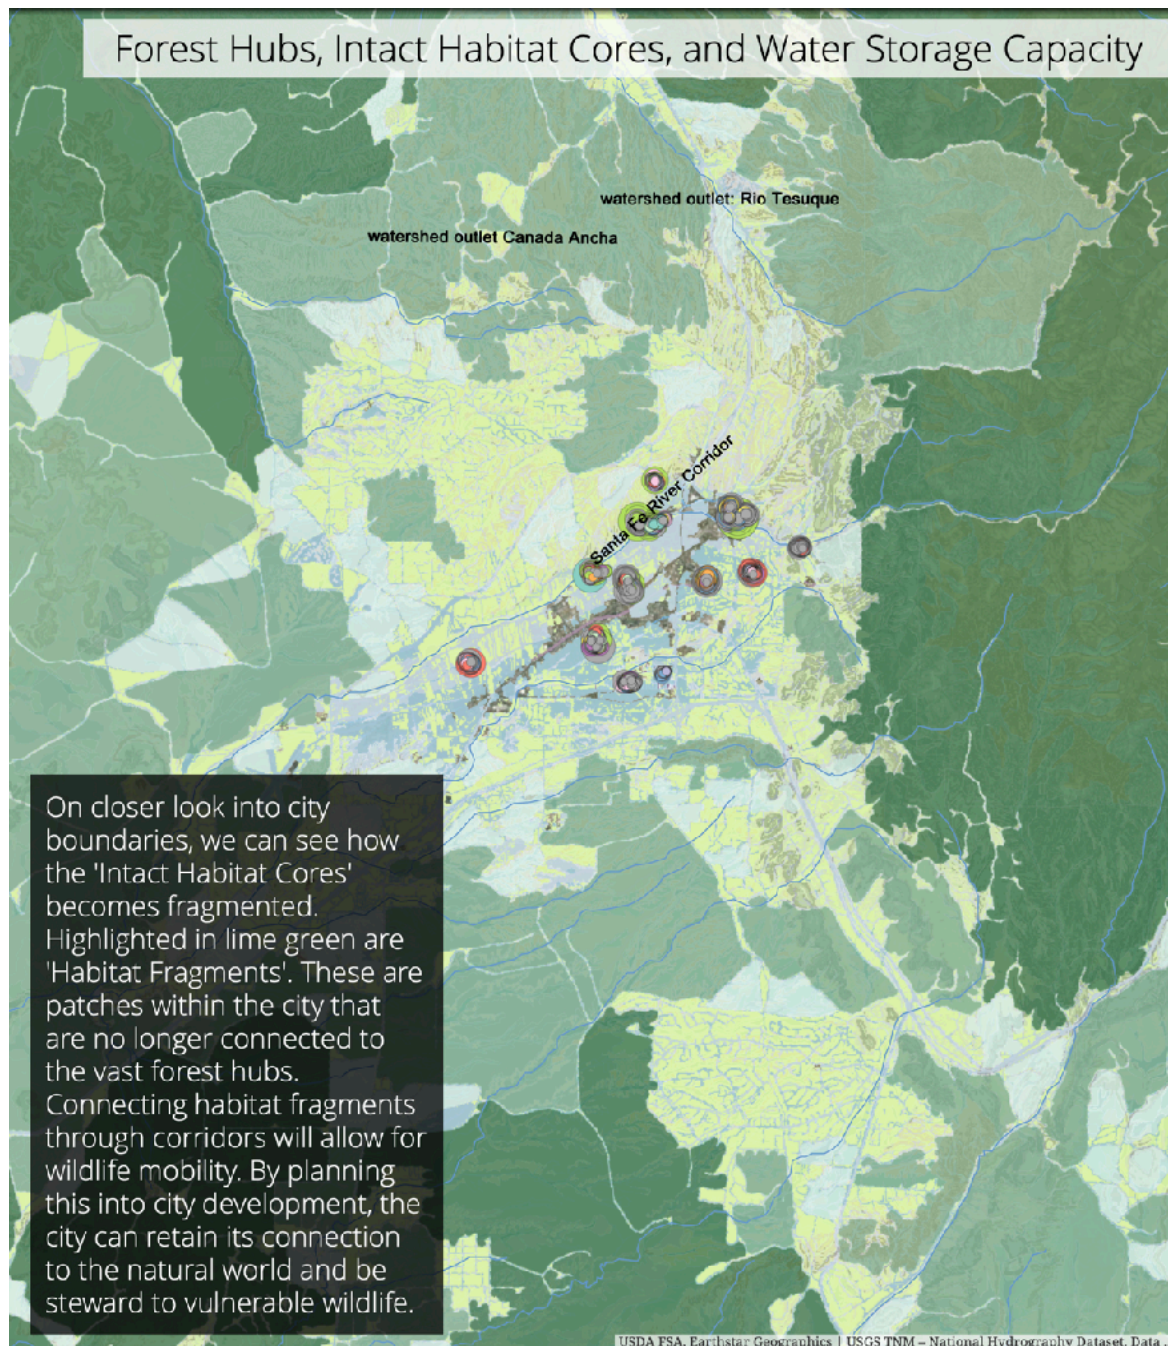 Forest Hubs, Intact Habitat Cores, and Water Storage Capacity
watershed outlet: Rio Tesuque
watershed outlet Canada Ancha
Santa Fe River Corridor
On closer look into city
boundaries, we can see how
the 'Intact Habitat Cores'
becomes fragmented.
Highlighted in lime green are
'Habitat Fragments'. These are
patches within the city that
are no longer connected to
the vast forest hubs.
Connecting habitat fragments
through corridors will allow for
wildlife mobility. By planning
this into city development, the
city can retain its connection
to the natural world and be
steward to vulnerable wildlife.
USDA FSA, Earthstar Geographics | USGS TNM – National Hydrography Dataset. Data .